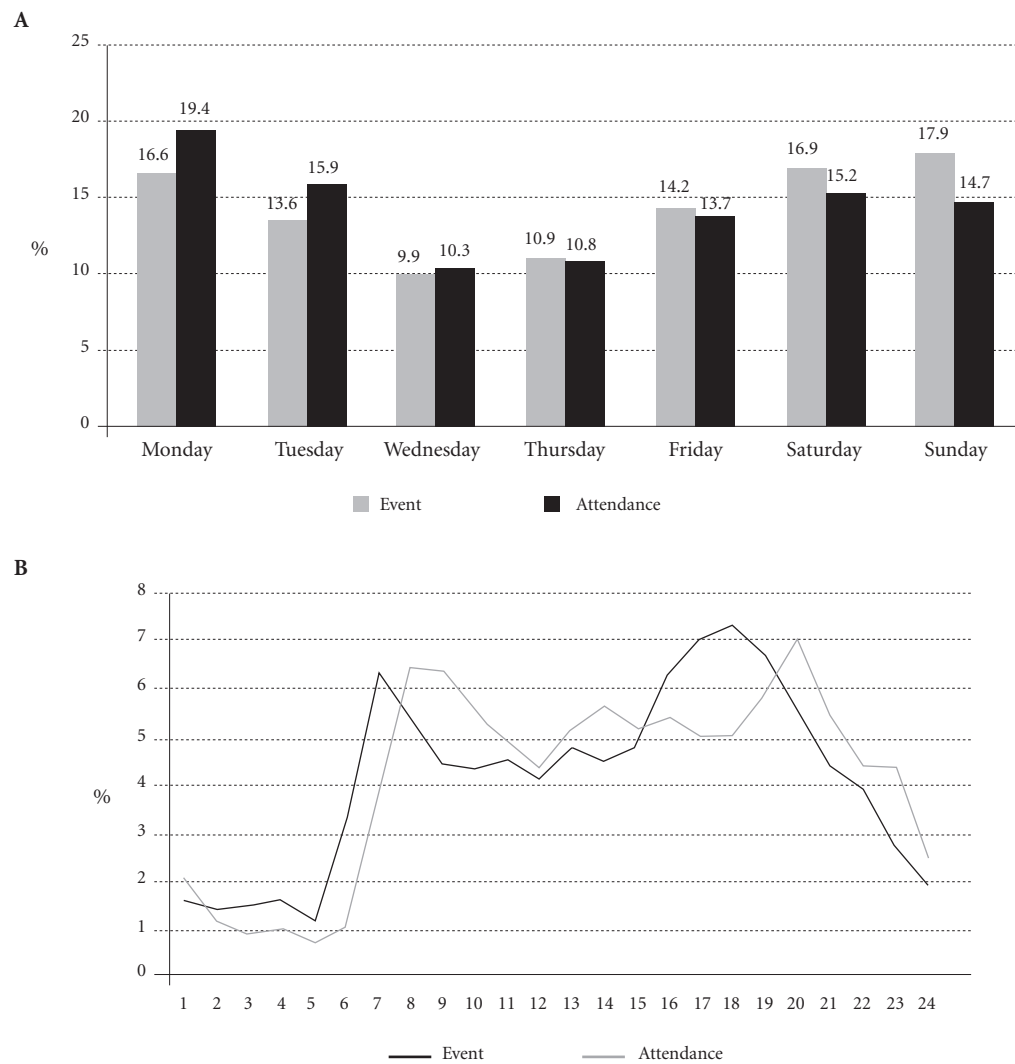 A
25
19.4
17.9
20
16.6 16.9
15.9 15.2 14.7
13.6 14.2 13.7
15
%
10.9 10.8
9.9 10.3
10
5
0
Monday Tuesday Wednesday Thursday Friday Saturday Sunday
Event Attendance
B
8
7
6
5
4
%
3
2
1
0
1 2 3 4 5 6 7 8 9 10 11 12 13 14 15 16 17 18 19 20 21 22 23 24
Event Attendance